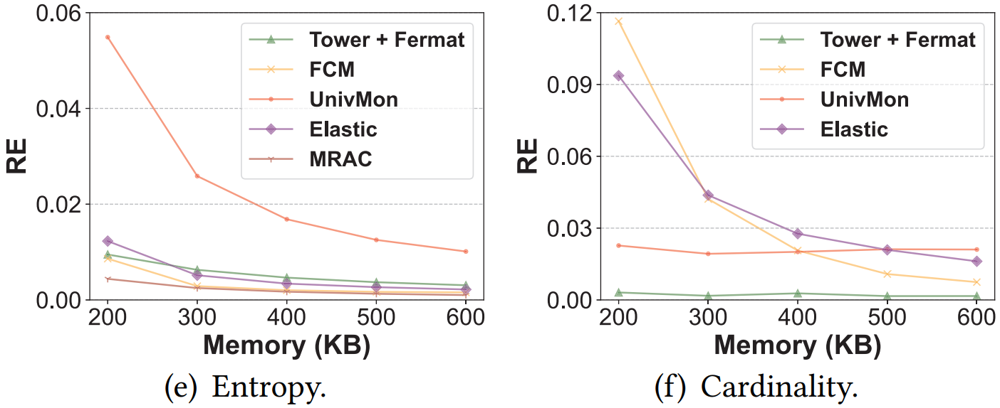 0.06
0.04
0.02
0.00
RE
Tower + Fermat
FCM
UnivMon
Elastic
MRAC
200 300 400 500 600
Memory (KB)
(e) Entropy.
0.12
0.09
0.06
0.03
0.00
RE
Tower + Fermat
FCM
UnivMon
Elastic
200 300 400 500 600
Memory (KB)
(f) Cardinality.